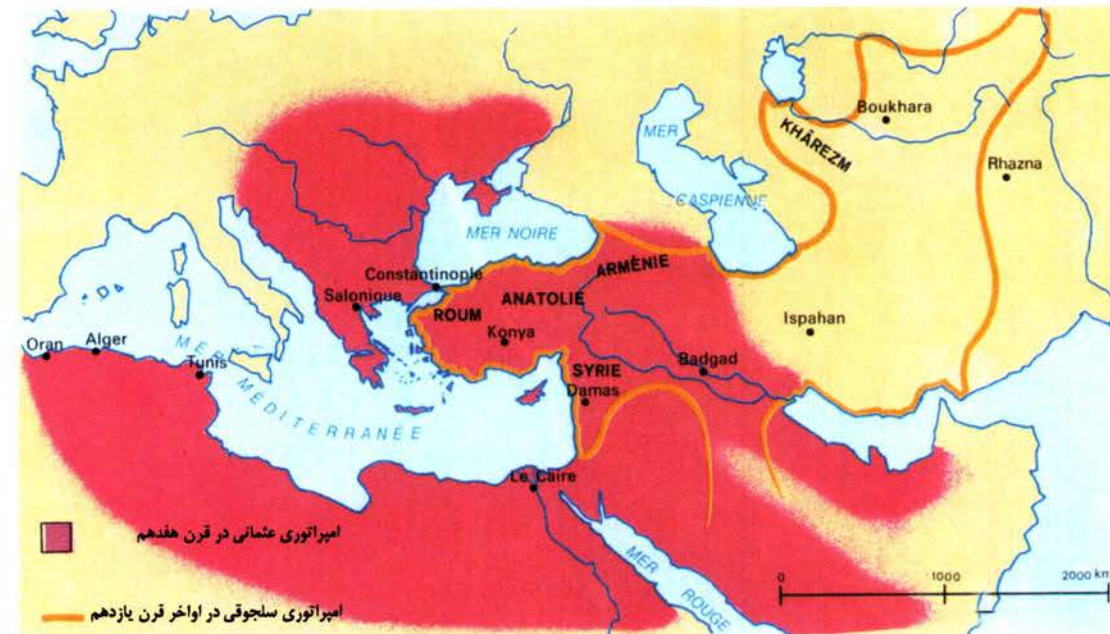 Boukhara
KHÂREZM
Rhazna
MER
CASPIENNE
MER NOIRE
ARMÉNIE
Constantinople
Salonique
ROUM
ANATOLIE
Konya
Ispahan
Oran
Alger
Tunis
Badgad
SYRIE
Damas
MER MÉDITERRANÉE
Le Caire
MER
ROUGE
امپراتوری عثمانی در قرن هفدهم
امپراتوری سلجوقی در اواخر قرن یازدهم
0 1000 2000 km